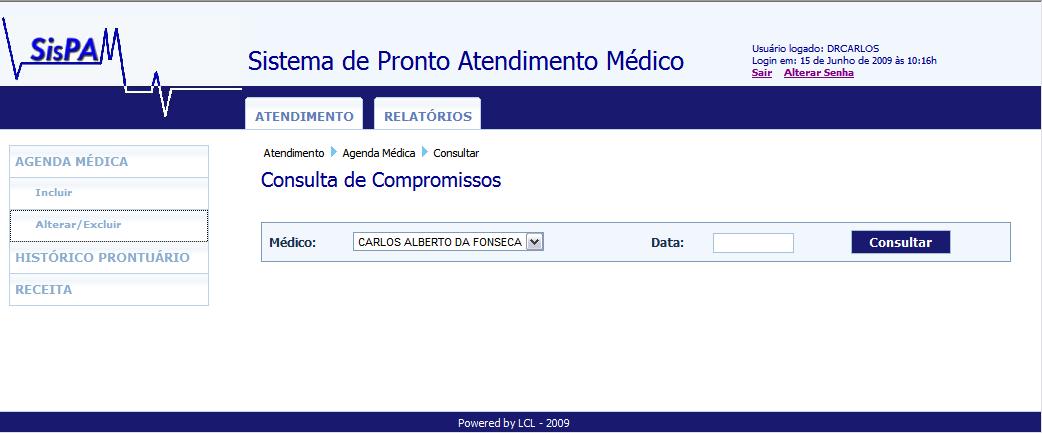 SisPA
Sistema de Pronto Atendimento Médico
Usuário logado: DRCARLOS
Login em: 15 de Junho de 2009 às 10:16h
Sair Alterar Senha
ATENDIMENTO RELATÓRIOS
AGENDA MÉDICA
Incluir
Alterar/Excluir
HISTÓRICO PRONTUÁRIO
RECEITA
Atendimento Agenda Médica Consultar
Consulta de Compromissos
Médico: CARLOS ALBERTO DA FONSECA Data: Consultar
Powered by LCL - 2009